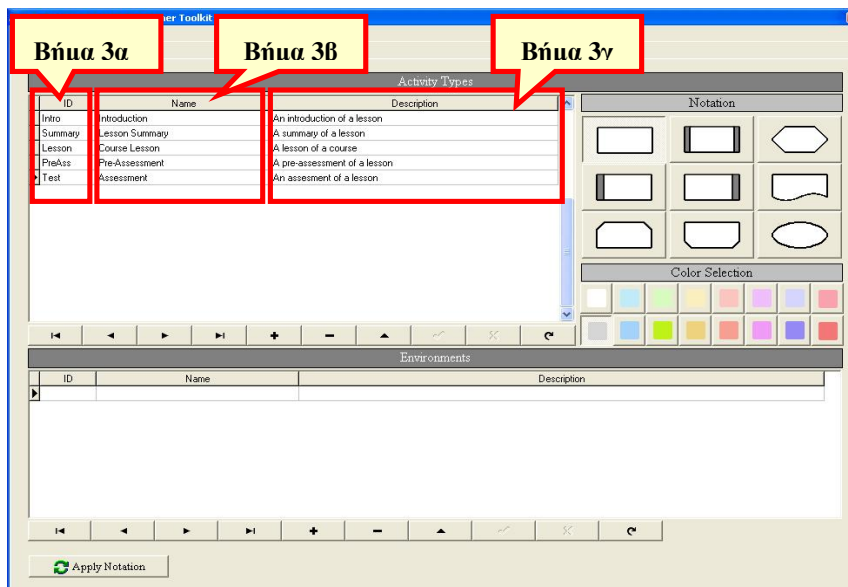 ner Toolkit
Βήμα 3α
Βήμα 3β
Βήμα 3γ
Activity Types
ID Name Description
Intro Introduction An introduction of a lesson
Summary Lesson Summary A summary of a lesson
Lesson Course Lesson A lesson of a course
PreAss Pre-Assessment A pre-assessment of a lesson
Test Assessment An assesment of a lesson
Notation
Color Selection
Environments
ID Name Description
Apply Notation